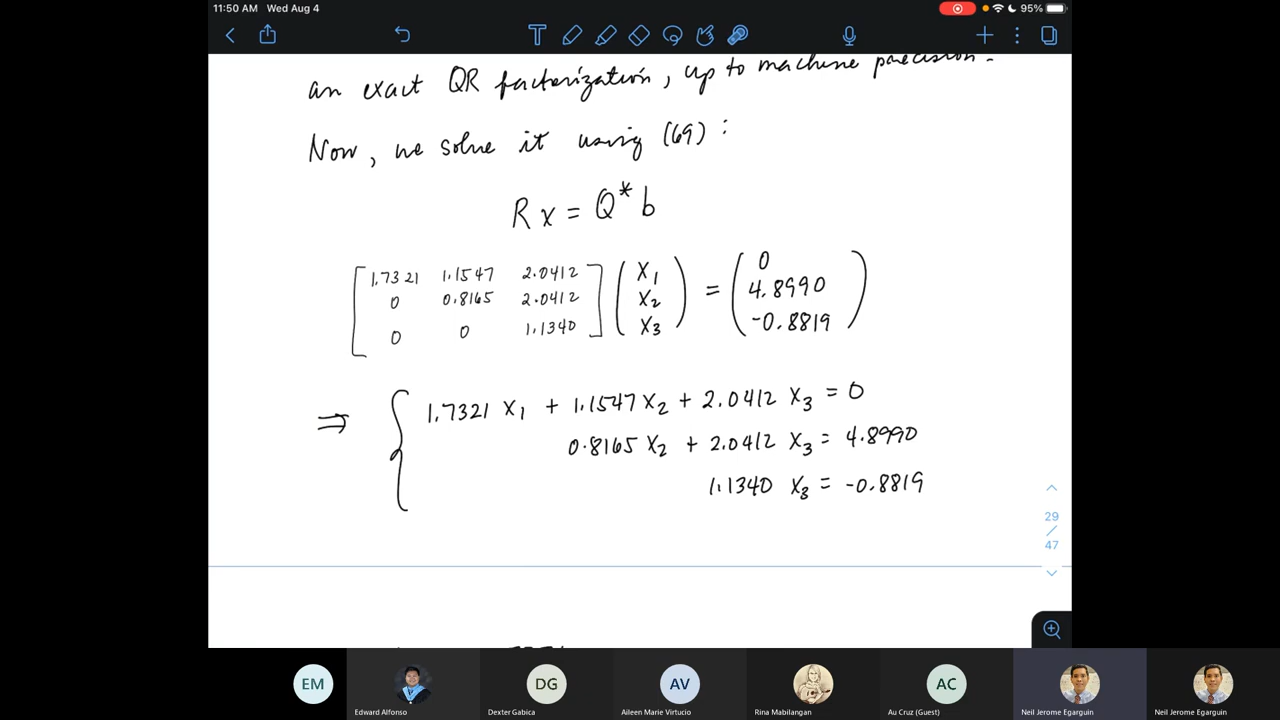 11:50 AM Wed Aug 4
95%
an exact QR factorization, up to machine precision.
Now, we solve it using (69):
R x = Q* b
1.7321 1.1547 2.0412
0 0.8165 2.0412
0 0 1.1340
x1
x2
x3
=
0
4.8990
-0.8819
⇒ { 1.7321 x1 + 1.1547 x2 + 2.0412 x3 = 0
0.8165 x2 + 2.0412 x3 = 4.8990
1.1340 x3 = -0.8819
29
/
47
EM
DG
AV
AC
Edward Alfonso
Dexter Gabica
Aileen Marie Virtucio
Rina Mabilangan
Au Cruz (Guest)
Neil Jerome Egarguin
Neil Jerome Egarguin